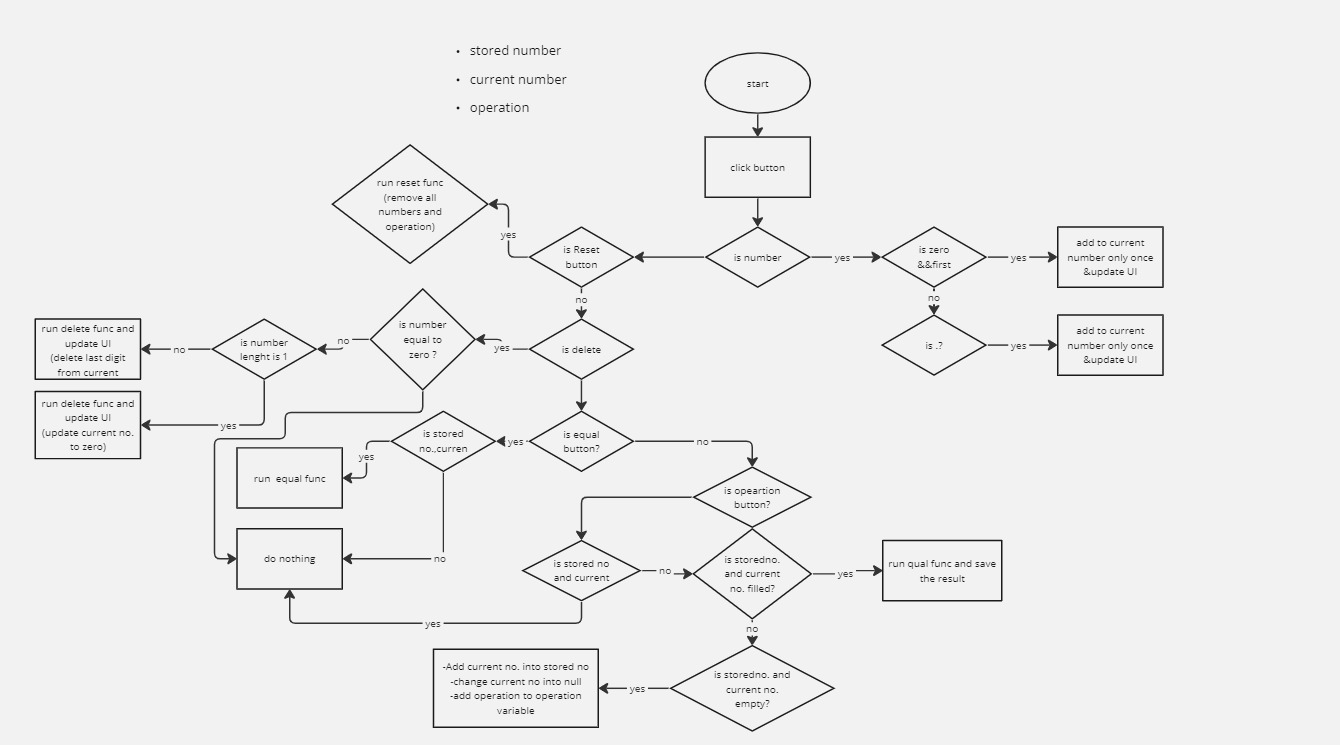 • stored number
• current number
• operation
start
click button
run reset func
(remove all
numbers and
operation)
yes
is Reset
button
is number
yes
is zero
&&first
yes
add to current
number only once
&update UI
no
no
is .?
yes
add to current
number only once
&update UI
run delete func and
update UI
(delete last digit
from current
no
is number
lenght is 1
no
is number
equal to
zero ?
yes
is delete
run delete func and
update UI
(update current no.
to zero)
yes
is stored
no.,curren
yes
is equal
button?
no
yes
run equal func
is opeartion
button?
do nothing
no
is stored no
and current
no
is storedno.
and current
no. filled?
yes
run qual func and save
the result
yes
no
-Add current no. into stored no
-change current no into null
-add operation to operation
variable
yes
is storedno. and
current no.
empty?